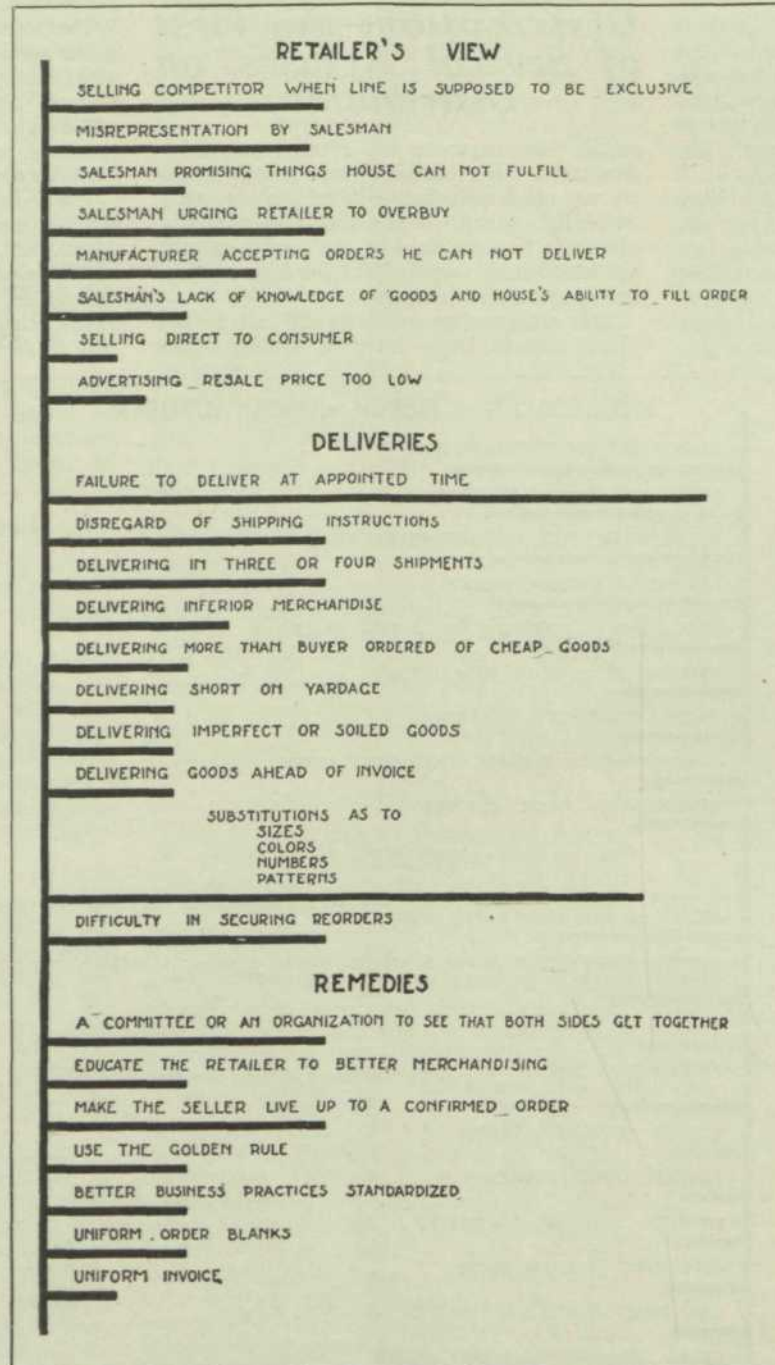 RETAILER'S VIEW
SELLING COMPETITOR WHEN LINE IS SUPPOSED TO BE EXCLUSIVE
MISREPRESENTATION BY SALESMAN
SALESMAN PROMISING THINGS HOUSE CAN NOT FULFILL
SALESMAN URGING RETAILER TO OVERBUY
MANUFACTURER ACCEPTING ORDERS HE CAN NOT DELIVER
SALESMAN'S LACK OF KNOWLEDGE OF GOODS AND HOUSE'S ABILITY TO FILL ORDER
SELLING DIRECT TO CONSUMER
ADVERTISING RESALE PRICE TOO LOW
DELIVERIES
FAILURE TO DELIVER AT APPOINTED TIME
DISREGARD OF SHIPPING INSTRUCTIONS
DELIVERING IN THREE OR FOUR SHIPMENTS
DELIVERING INFERIOR MERCHANDISE
DELIVERING MORE THAN BUYER ORDERED OF CHEAP GOODS
DELIVERING SHORT ON YARDAGE
DELIVERING IMPERFECT OR SOILED GOODS
DELIVERING GOODS AHEAD OF INVOICE
SUBSTITUTIONS AS TO
SIZES
COLORS
NUMBERS
PATTERNS
DIFFICULTY IN SECURING REORDERS
REMEDIES
A COMMITTEE OR AN ORGANIZATION TO SEE THAT BOTH SIDES GET TOGETHER
EDUCATE THE RETAILER TO BETTER MERCHANDISING
MAKE THE SELLER LIVE UP TO A CONFIRMED ORDER
USE THE GOLDEN RULE
BETTER BUSINESS PRACTICES STANDARDIZED
UNIFORM ORDER BLANKS
UNIFORM INVOICE